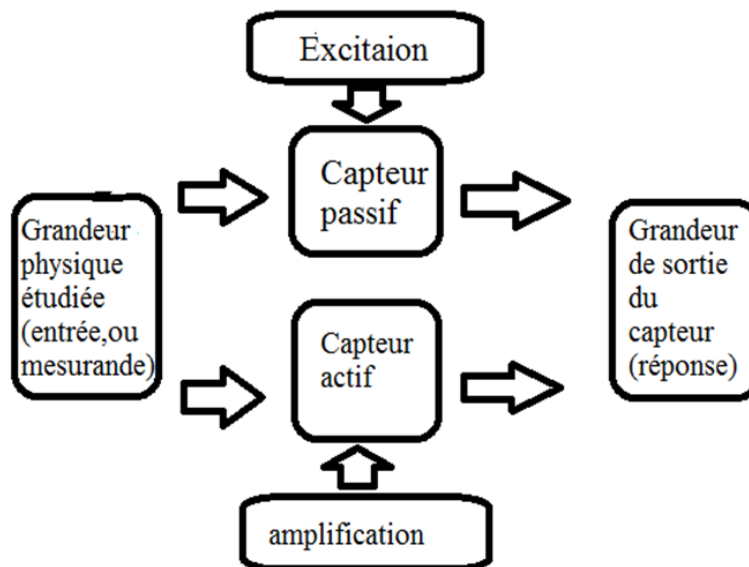 Excitaion
Capteur
passif
Grandeur
physique
étudiée
(entrée,ou
mesurande)
Grandeur
de sortie
du
capteur
(réponse)
Capteur
actif
amplification